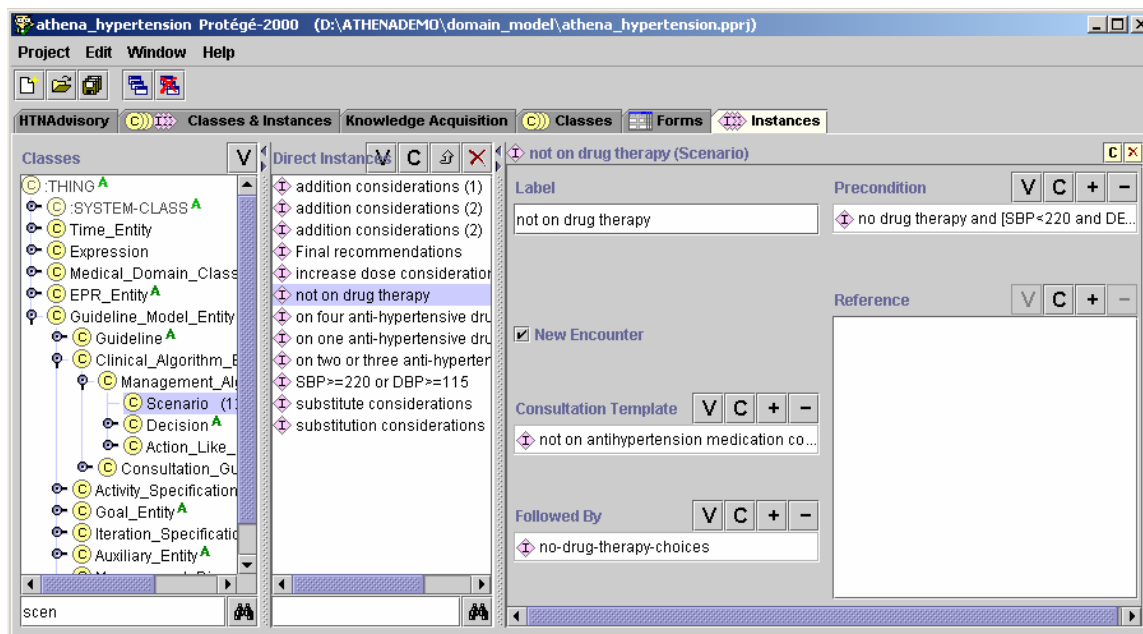 athena_hypertension Protégé-2000 (D:\ATHENADEMO\domain_model\athena_hypertension.pprj)
Project Edit Window Help
HTNAdvisory C I Classes & Instances Knowledge Acquisition C Classes Forms I Instances
Classes V
C :THING A
C :SYSTEM-CLASS A
C Time_Entity
C Expression
C Medical_Domain_Class
C EPR_Entity A
C Guideline_Model_Entity
C Guideline A
C Clinical_Algorithm_E
C Management_Alg
C Scenario (1
C Decision A
C Action_Like_
C Consultation_Gu
C Activity_Specification
C Goal_Entity A
C Iteration_Specificatio
C Auxiliary_Entity A
scen
Direct Instances V C
I addition considerations (1)
I addition considerations (2)
I addition considerations (2)
I Final recommendations
I increase dose consideration
I not on drug therapy
I on four anti-hypertensive dru
I on one anti-hypertensive dru
I on two or three anti-hyperter
I SBP>=220 or DBP>=115
I substitute considerations
I substitution considerations
I not on drug therapy (Scenario) C ×
Label
not on drug therapy
New Encounter
Consultation Template V C + −
I not on antihypertension medication co...
Followed By V C + −
I no-drug-therapy-choices
Precondition V C + −
I no drug therapy and [SBP<220 and DE...
Reference V C + −